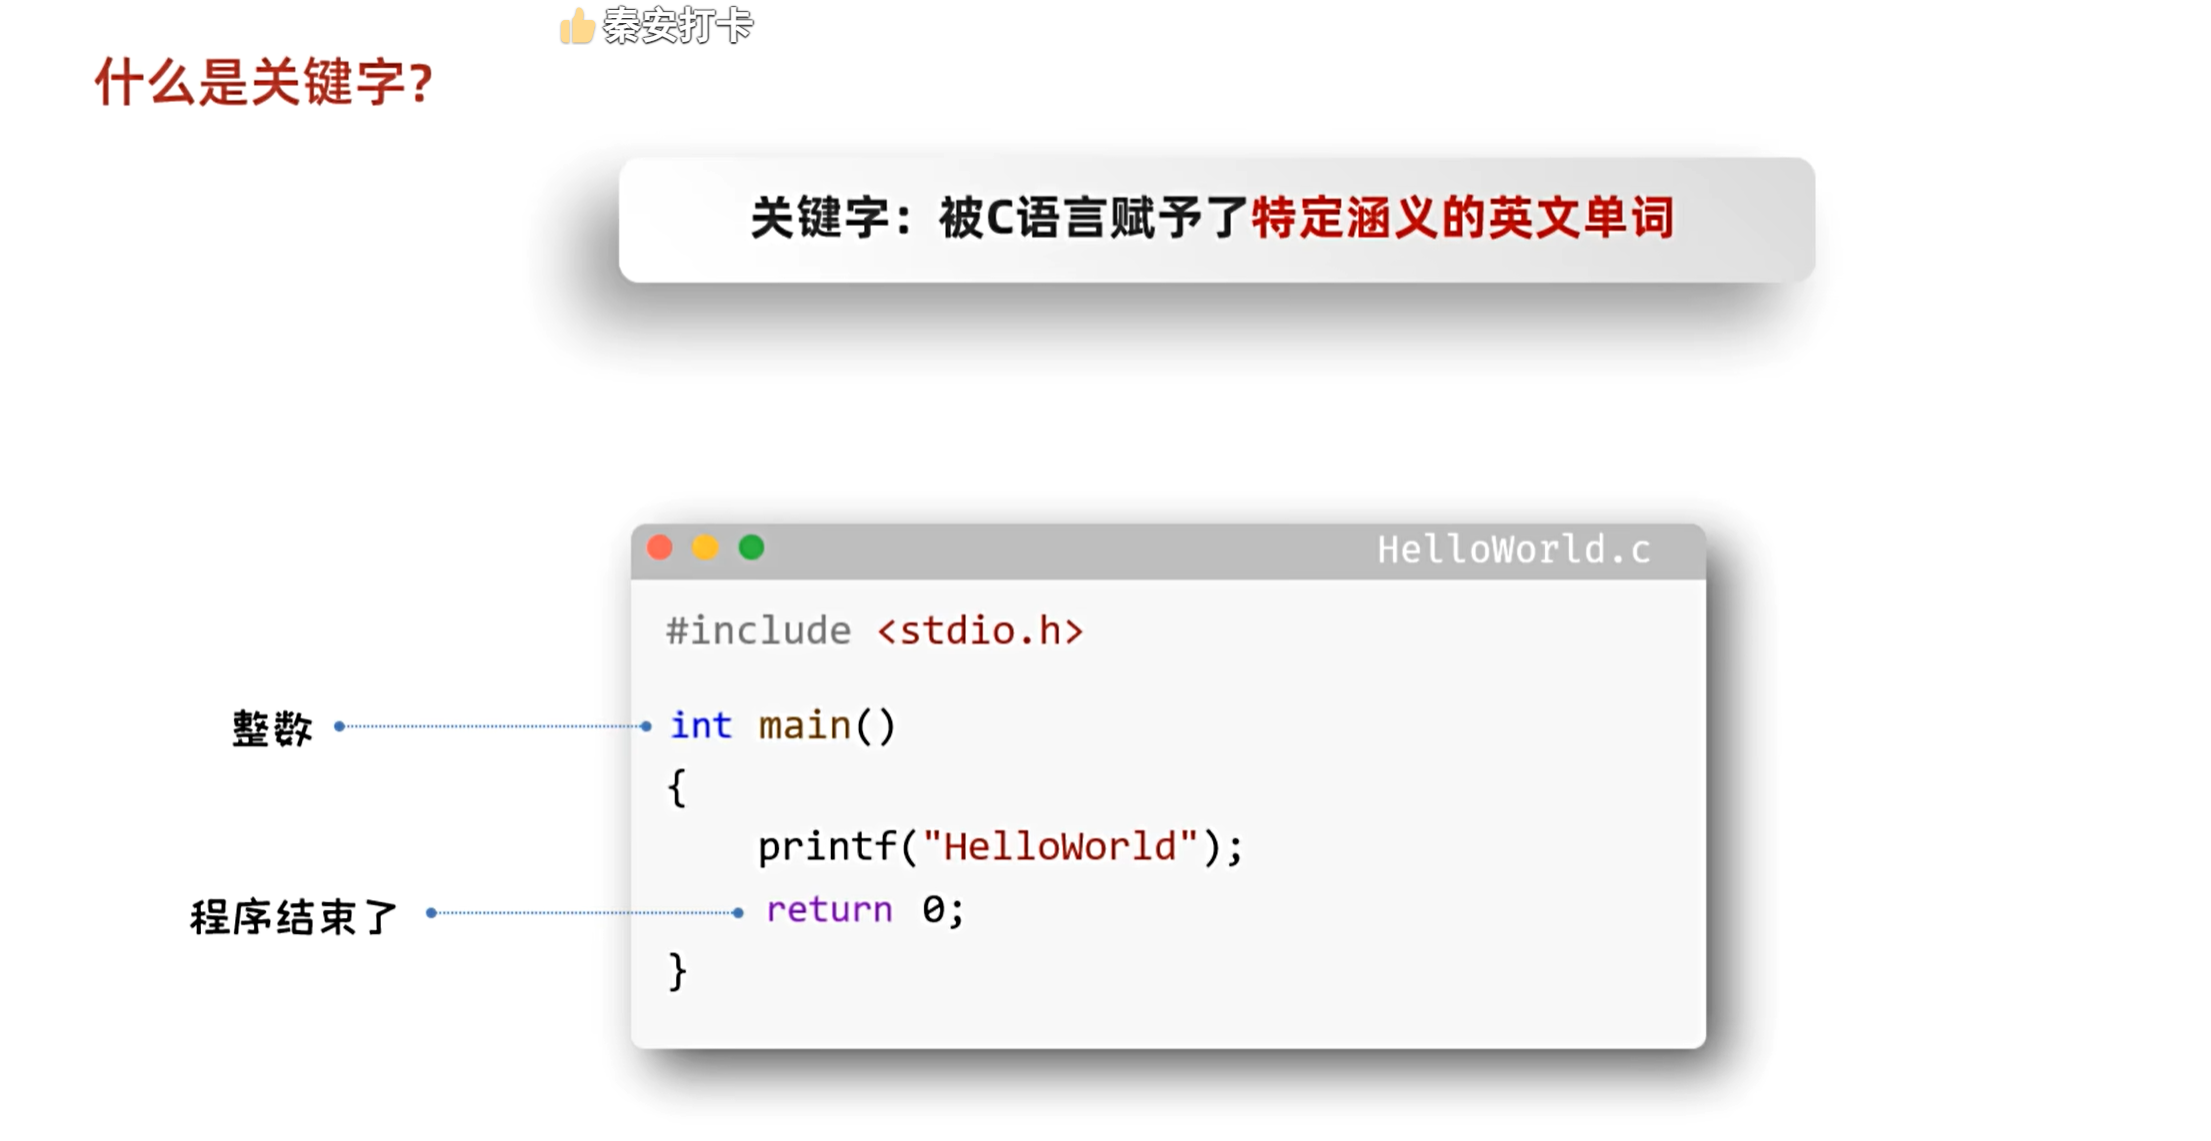 秦安打卡
什么是关键字?
关键字：被C语言赋予了特定涵义的英文单词
HelloWorld.c
#include <stdio.h>
整数
int main()
{
printf("HelloWorld");
程序结束了
return 0;
}